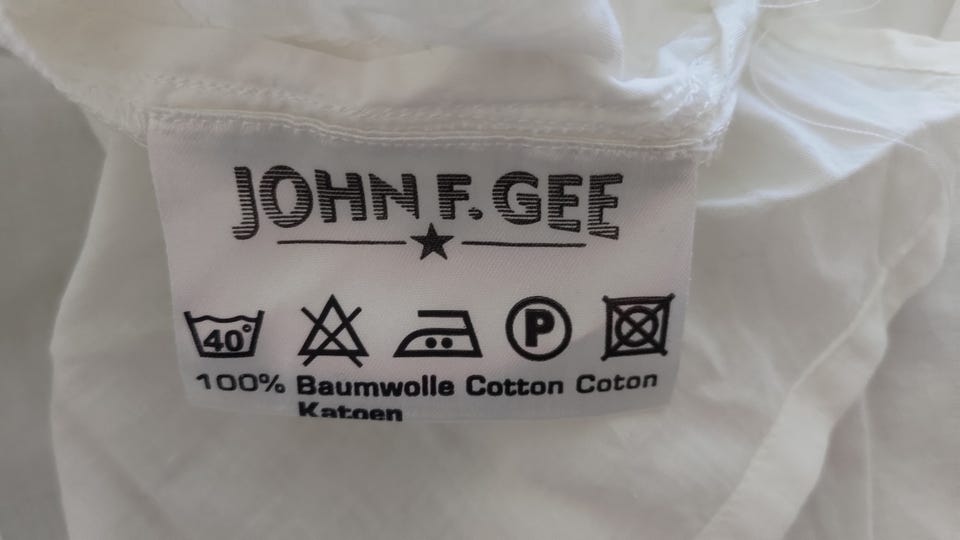 JOHN F. GEE
40°
P
100% Baumwolle Cotton Coton
Katoen